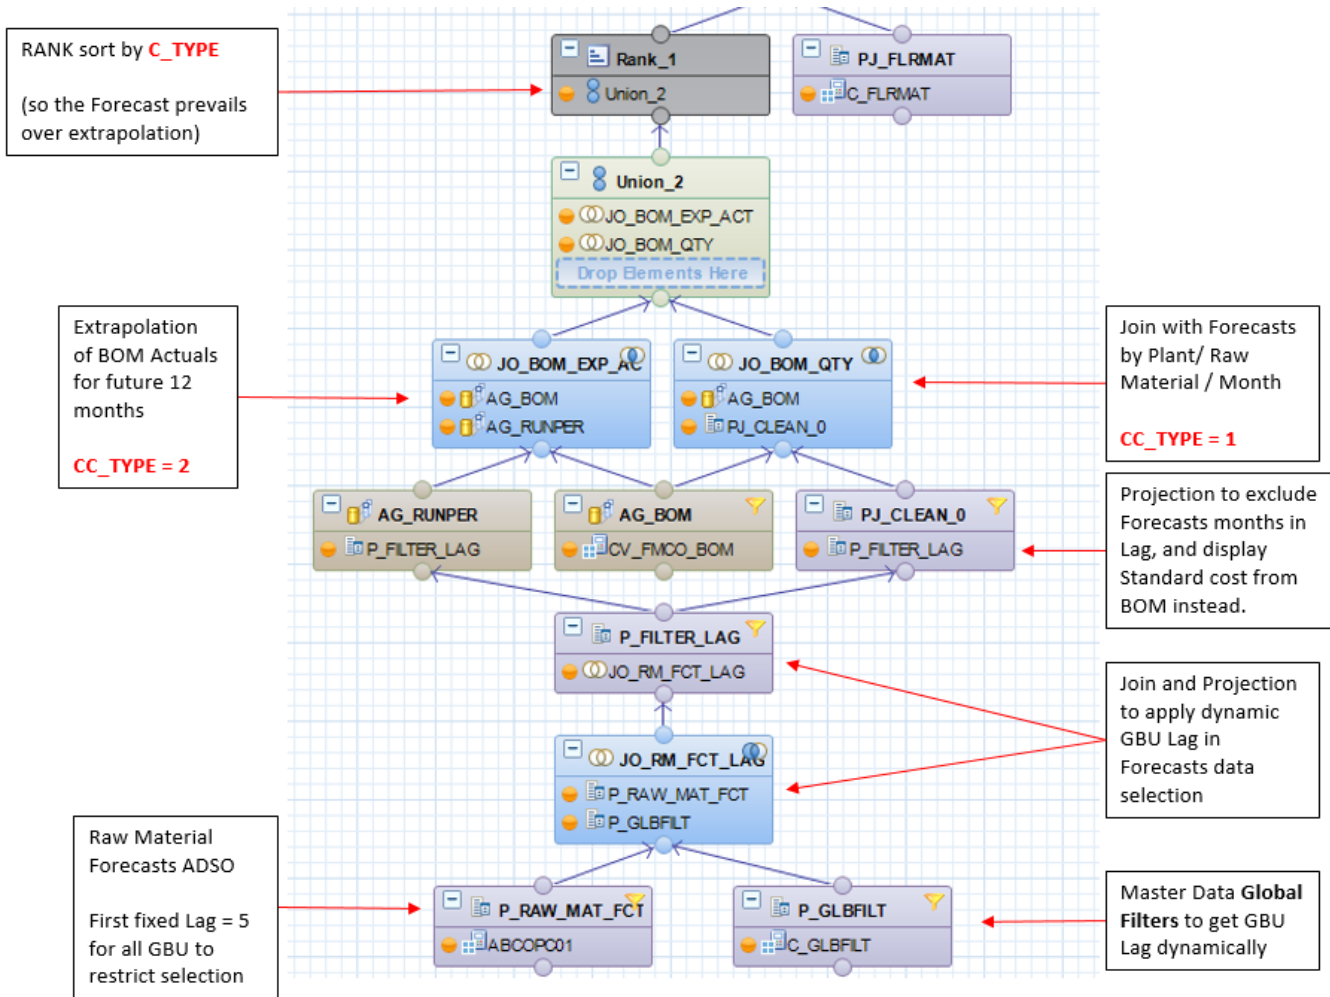 RANK sort by C_TYPE
(so the Forecast prevails
over extrapolation)
Rank_1
Union_2
PJ_FLRMAT
C_FLRMAT
Union_2
JO_BOM_EXP_ACT
JO_BOM_QTY
Drop Elements Here
Extrapolation
of BOM Actuals
for future 12
months
CC_TYPE = 2
JO_BOM_EXP_AC
AG_BOM
AG_RUNPER
JO_BOM_QTY
AG_BOM
PJ_CLEAN_0
Join with Forecasts
by Plant/ Raw
Material / Month
CC_TYPE = 1
AG_RUNPER
P_FILTER_LAG
AG_BOM
CV_FMCO_BOM
PJ_CLEAN_0
P_FILTER_LAG
Projection to exclude
Forecasts months in
Lag, and display
Standard cost from
BOM instead.
P_FILTER_LAG
JO_RM_FCT_LAG
Join and Projection
to apply dynamic
GBU Lag in
Forecasts data
selection
JO_RM_FCT_LAG
P_RAW_MAT_FCT
P_GLBFILT
Raw Material
Forecasts ADSO
First fixed Lag = 5
for all GBU to
restrict selection
P_RAW_MAT_FCT
ABCOPC01
P_GLBFILT
C_GLBFILT
Master Data Global
Filters to get GBU
Lag dynamically